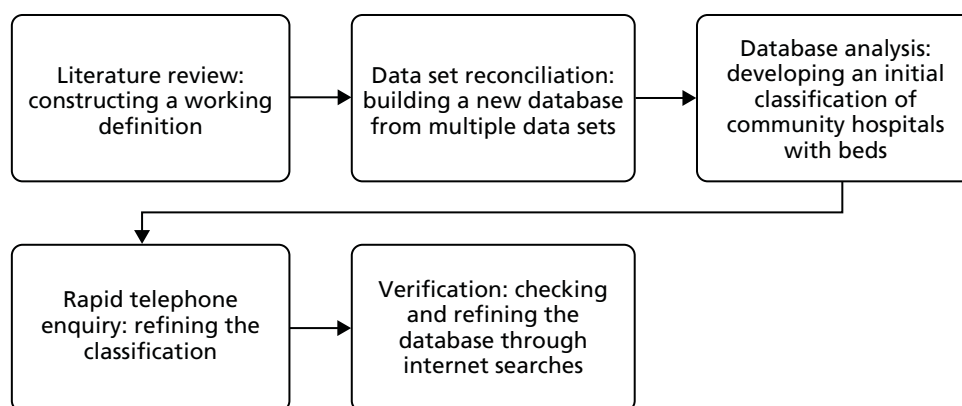 Literature review:
constructing a working
definition
Data set reconciliation:
building a new database
from multiple data sets
Database analysis:
developing an initial
classification of
community hospitals
with beds
Rapid telephone
enquiry: refining the
classification
Verification: checking
and refining the
database through
internet searches